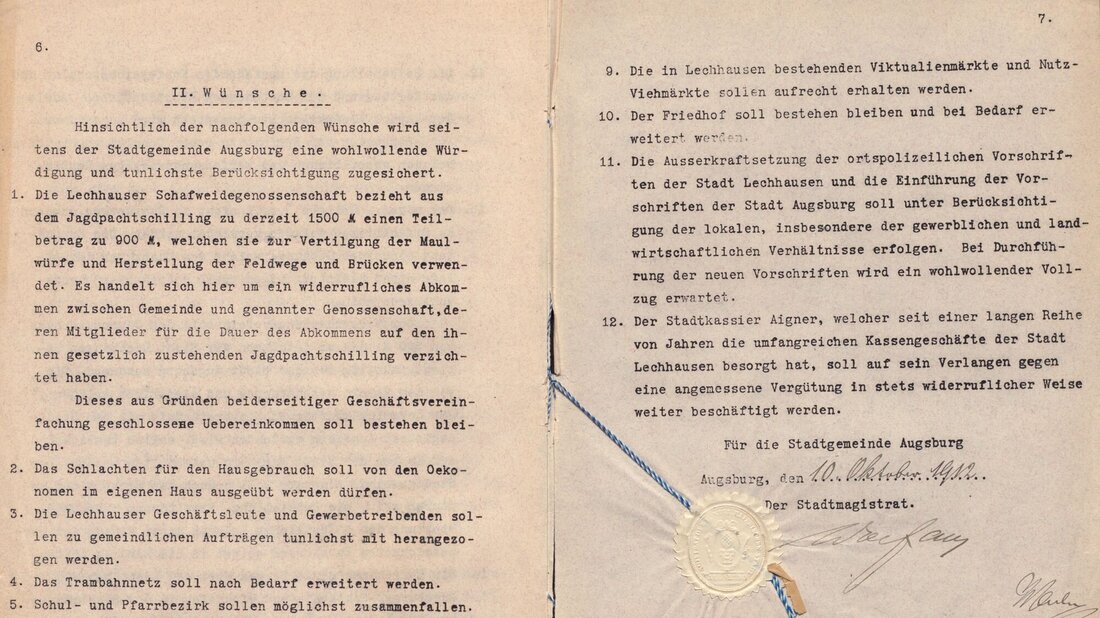 6.
II. Wünsche.
Hinsichtlich der nachfolgenden Wünsche wird sei-
tens der Stadtgemeinde Augsburg eine wohlwollende Wür-
digung und tunlichste Berücksichtigung zugesichert.
1. Die Lechhauser Schafweidegenossenschaft bezieht aus
dem Jagdpachtschilling zu derzeit 1500 M einen Teil-
betrag zu 900 M, welchen sie zur Vertilgung der Maul-
würfe und Herstellung der Feldwege und Brücken verwen-
det. Es handelt sich hier um ein widerrufliches Abkom-
men zwischen Gemeinde und genannter Genossenschaft,de-
ren Mitglieder für die Dauer des Abkommens auf den ih-
nen gesetzlich zustehenden Jagdpachtschilling verzich-
tet haben.
Dieses aus Gründen beiderseitiger Geschäftsverein-
fachung geschlossene Uebereinkommen soll bestehen blei-
ben.
2. Das Schlachten für den Hausgebrauch soll von den Oeko-
nomen im eigenen Haus ausgeübt werden dürfen.
3. Die Lechhauser Geschäftsleute und Gewerbetreibenden sol-
len zu gemeindlichen Aufträgen tunlichst mit herangezo-
gen werden.
4. Das Trambahnnetz soll nach Bedarf erweitert werden.
5. Schul- und Pfarrbezirk sollen möglichst zusammenfallen.
7.
9. Die in Lechhausen bestehenden Viktualienmärkte und Nutz-
Viehmärkte sollen aufrecht erhalten werden.
10. Der Friedhof soll bestehen bleiben und bei Bedarf er-
weitert werden.
11. Die Ausserkraftsetzung der ortspolizeilichen Vorschrif-
ten der Stadt Lechhausen und die Einführung der Vor-
schriften der Stadt Augsburg soll unter Berücksichti-
gung der lokalen, insbesondere der gewerblichen und land-
wirtschaftlichen Verhältnisse erfolgen. Bei Durchfüh-
rung der neuen Vorschriften wird ein wohlwollender Voll-
zug erwartet.
12. Der Stadtkassier Aigner, welcher seit einer langen Reihe
von Jahren die umfangreichen Kassengeschäfte der Stadt
Lechhausen besorgt hat, soll auf sein Verlangen gegen
eine angemessene Vergütung in stets widerruflicher Weise
weiter beschäftigt werden.
Für die Stadtgemeinde Augsburg
Augsburg, den 10. Oktober 1912.
Der Stadtmagistrat.